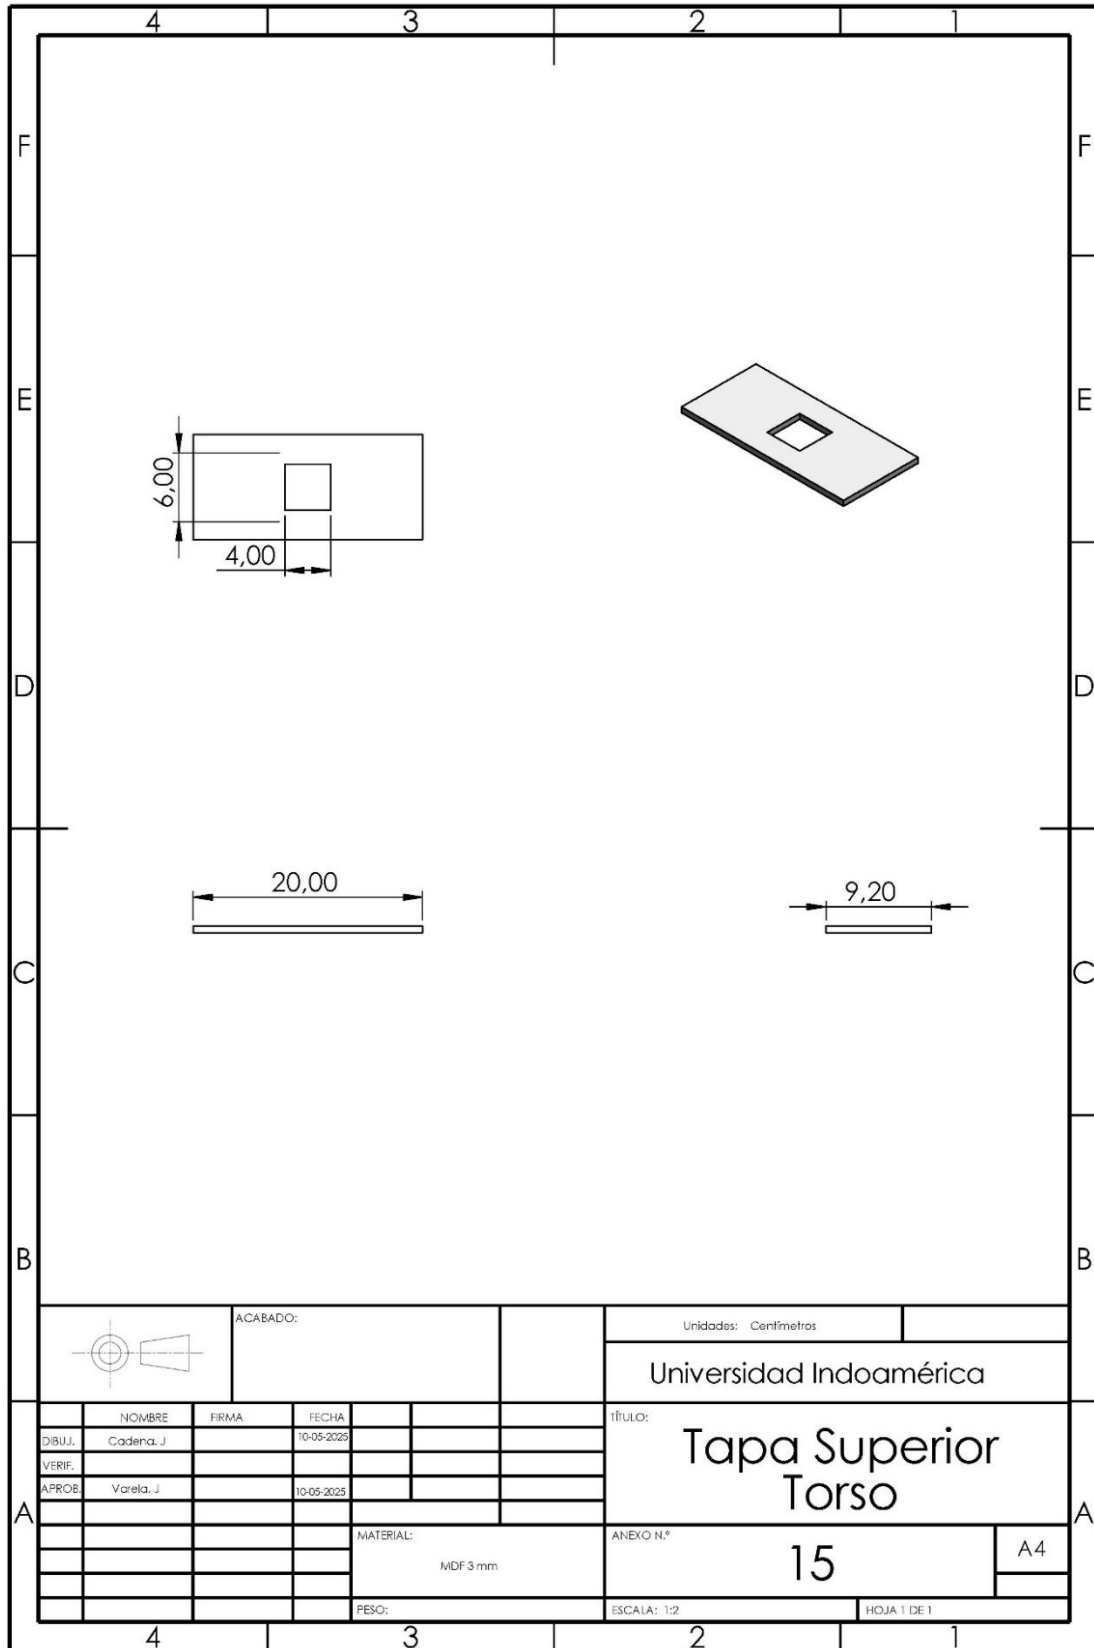 4 3 2 1
F F
E E
6,00
4,00
D D
20,00
9,20
C C
B B
ACABADO:
Unidades: Centímetros
Universidad Indoamérica
NOMBRE FIRMA FECHA
TÍTULO:
DIBUJ. Cadena. J 10-05-2025
Tapa Superior
VERIF.
APROB. Varela. J 10-05-2025
Torso
A A
MATERIAL:
ANEXO N.º
A4
MDF 3 mm
15
PESO:
ESCALA: 1:2
HOJA 1 DE 1
4 3 2 1